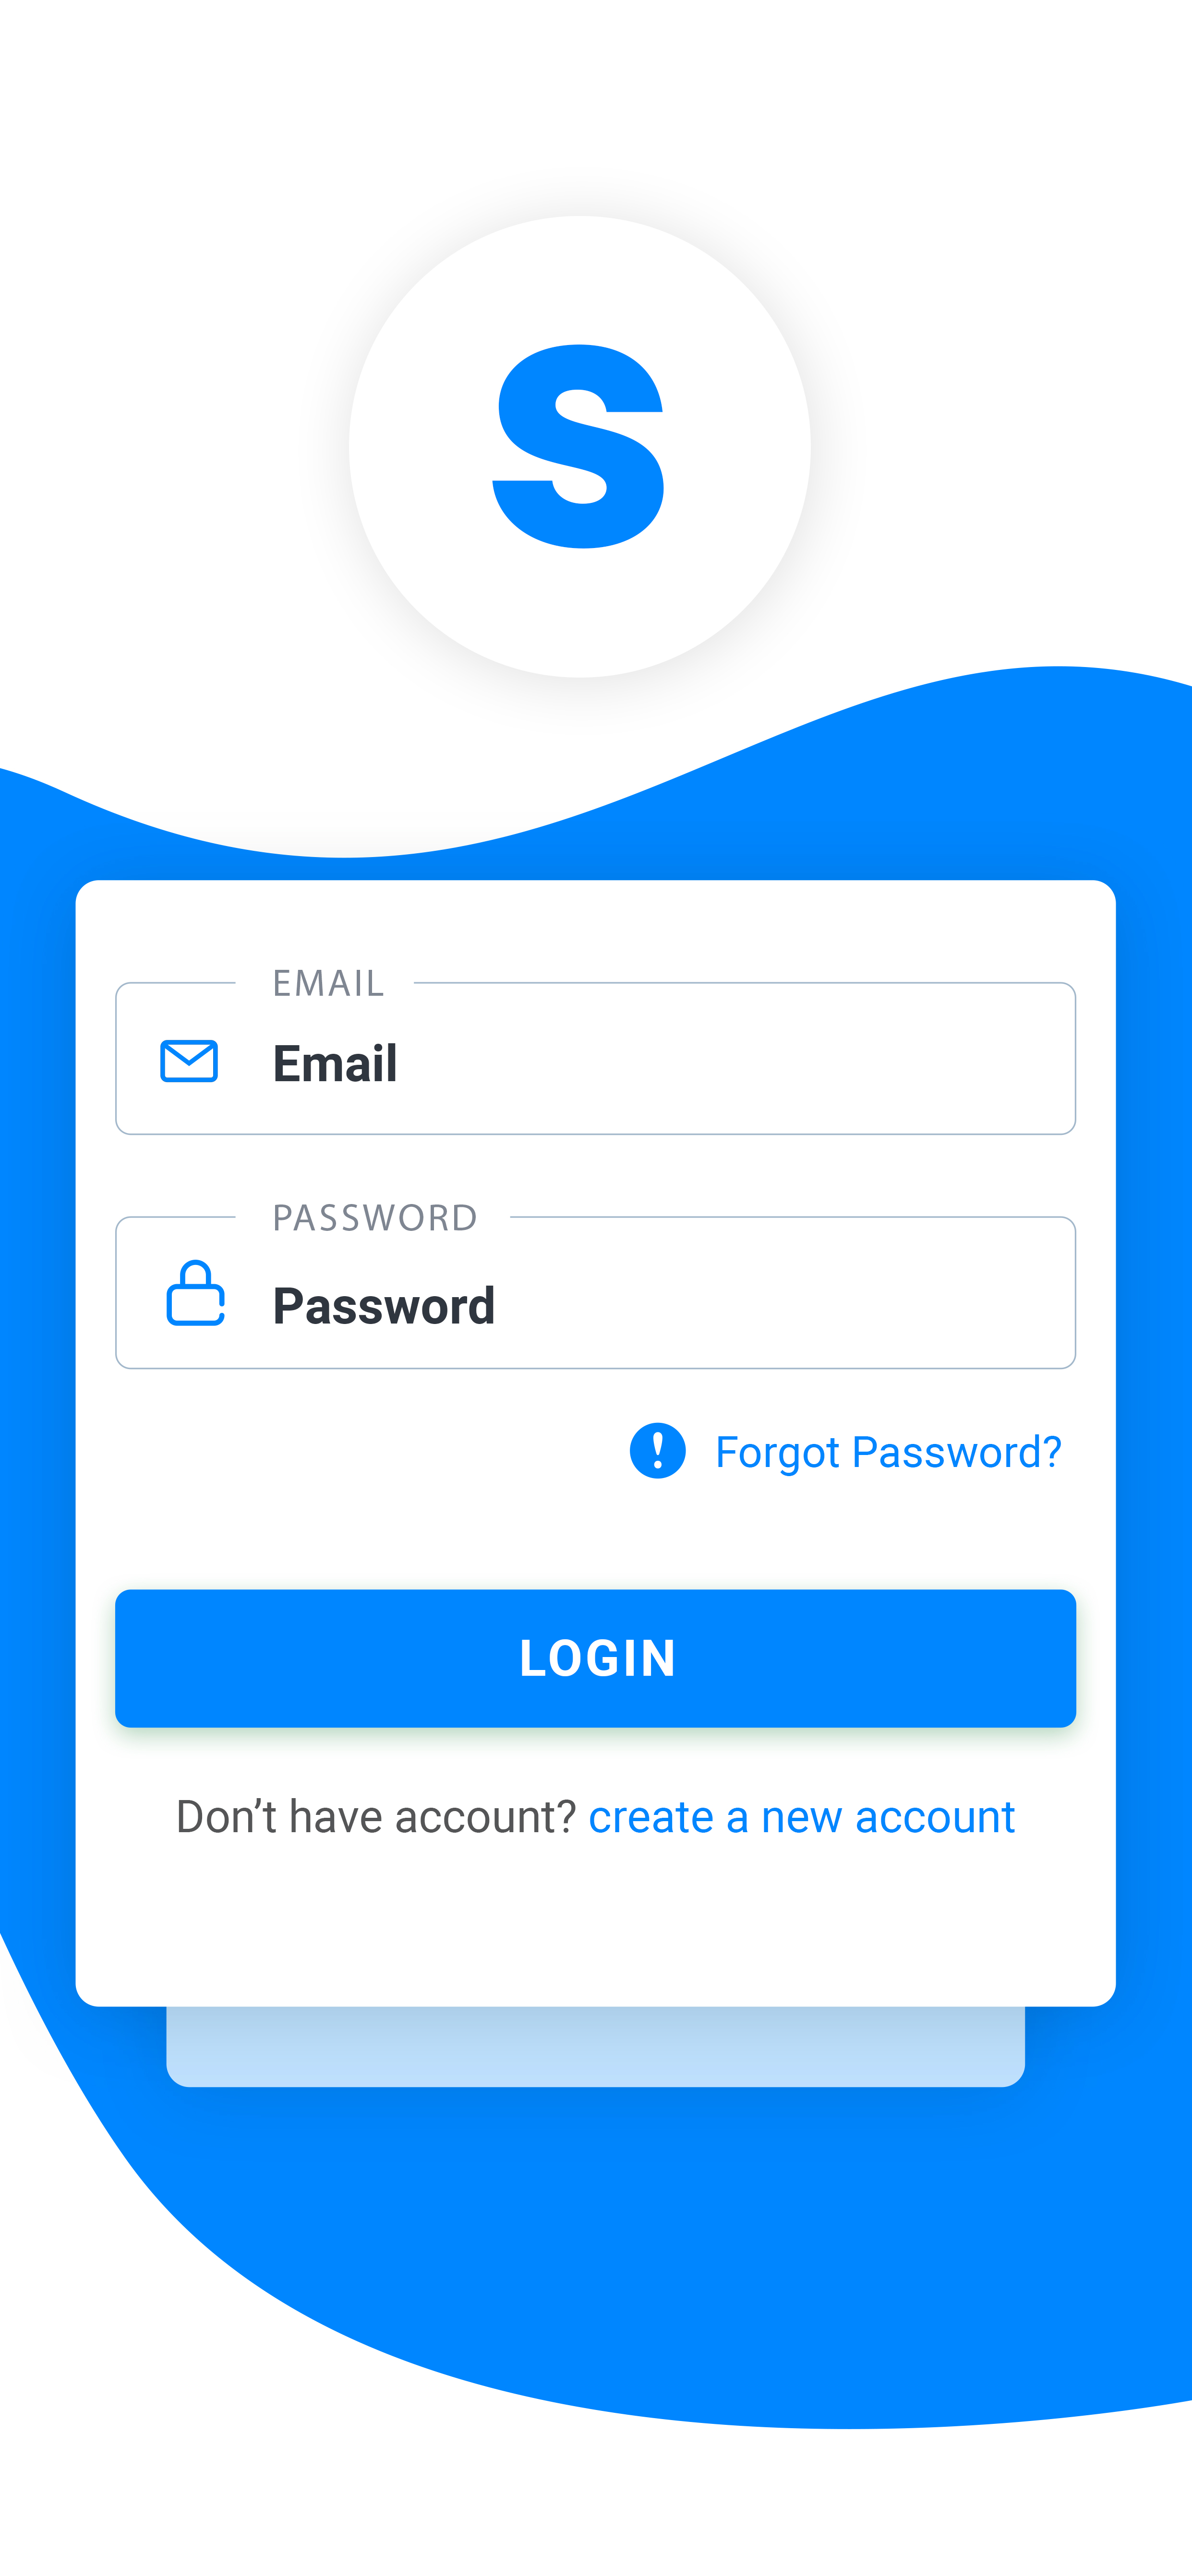 S
EMAIL
Email
PASSWORD
Password
Forgot Password?
LOGIN
Don’t have account? create a new account